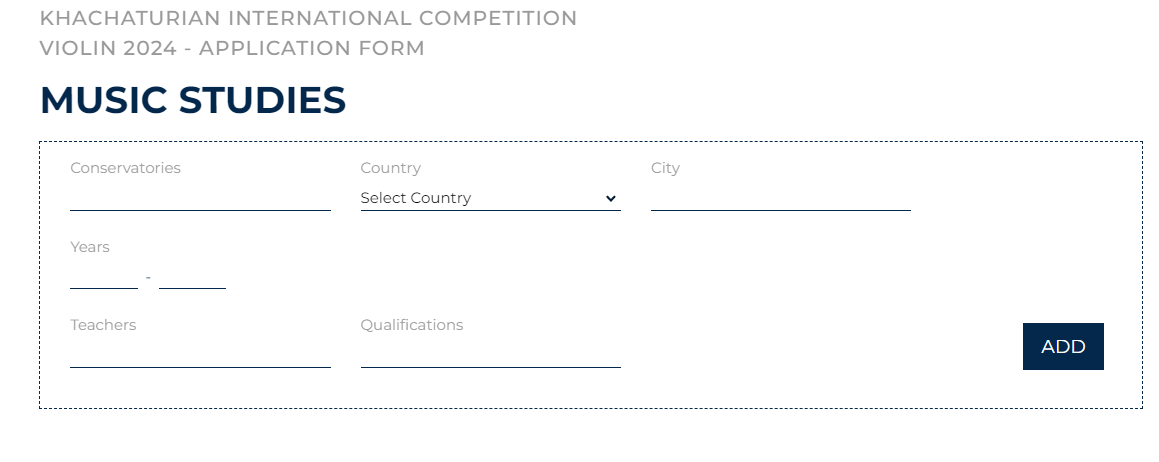 KHACHATURIAN INTERNATIONAL COMPETITION
VIOLIN 2024 - APPLICATION FORM
MUSIC STUDIES
Conservatories
Country
City
Select Country
Years
-
Teachers
Qualifications
ADD